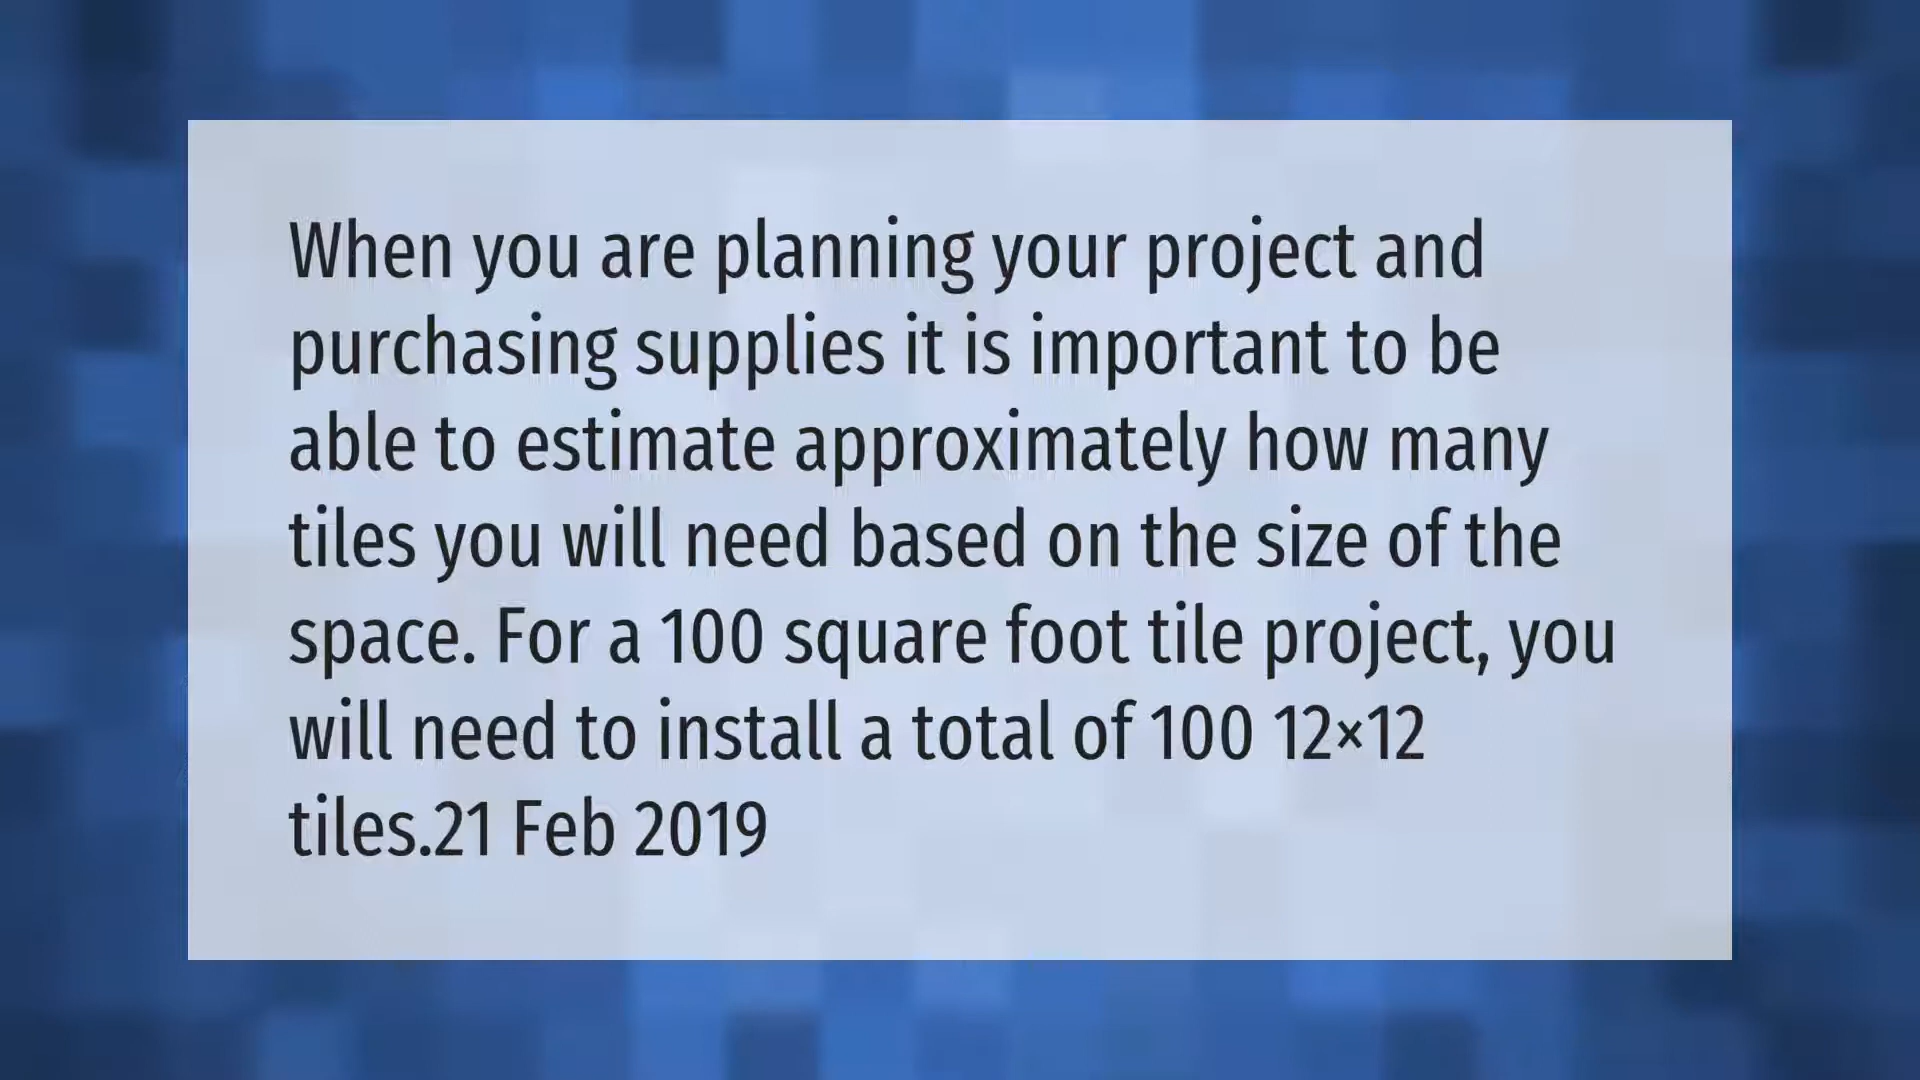 When you are planning your project and
purchasing supplies it is important to be
able to estimate approximately how many
tiles you will need based on the size of the
space. For a 100 square foot tile project, you
will need to install a total of 100 12×12
tiles.21 Feb 2019